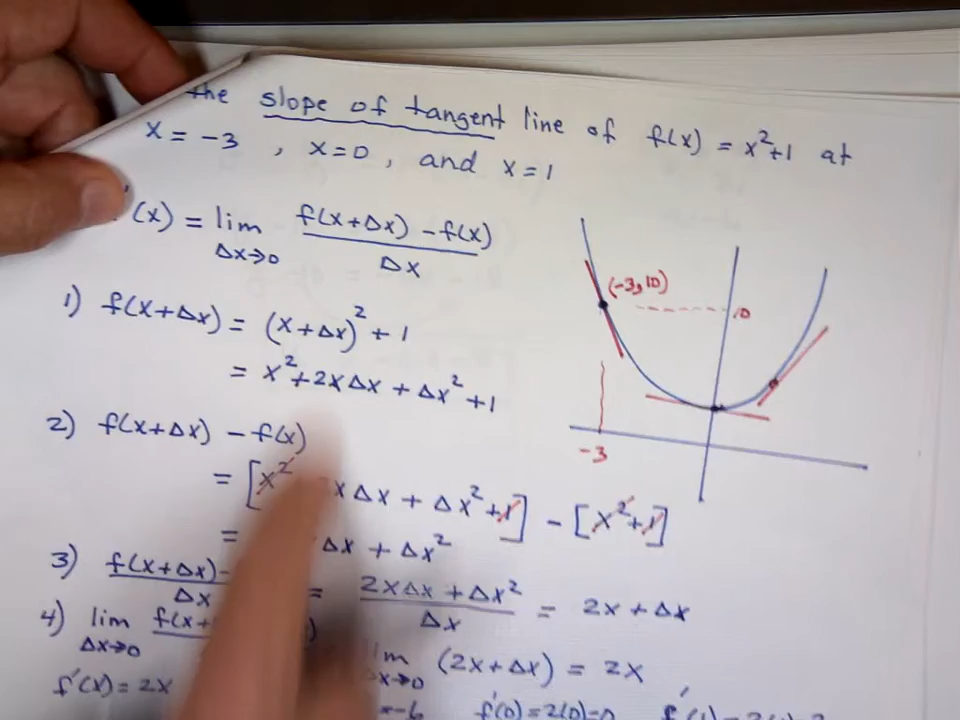 the slope of tangent line of f(x) = x²+1 at
x = -3 , x=0 , and x=1
(x) = lim f(x+Δx) - f(x)
Δx→0 Δx
1) f(x+Δx) = (x+Δx)² + 1
= x²+2xΔx + Δx² +1
2) f(x+Δx) - f(x)
= [x² x Δx + Δx² +1] - [x²+1]
= Δx + Δx²
3) f(x+Δx)- = 2xΔx + Δx² = 2x + Δx
Δx Δx
4) lim f(x+ ) lim (2x+Δx) = 2x
Δx→0 x→0
f'(x) = 2x =-6 f'(0)=2(0)=0
(-3,10)
10
-3